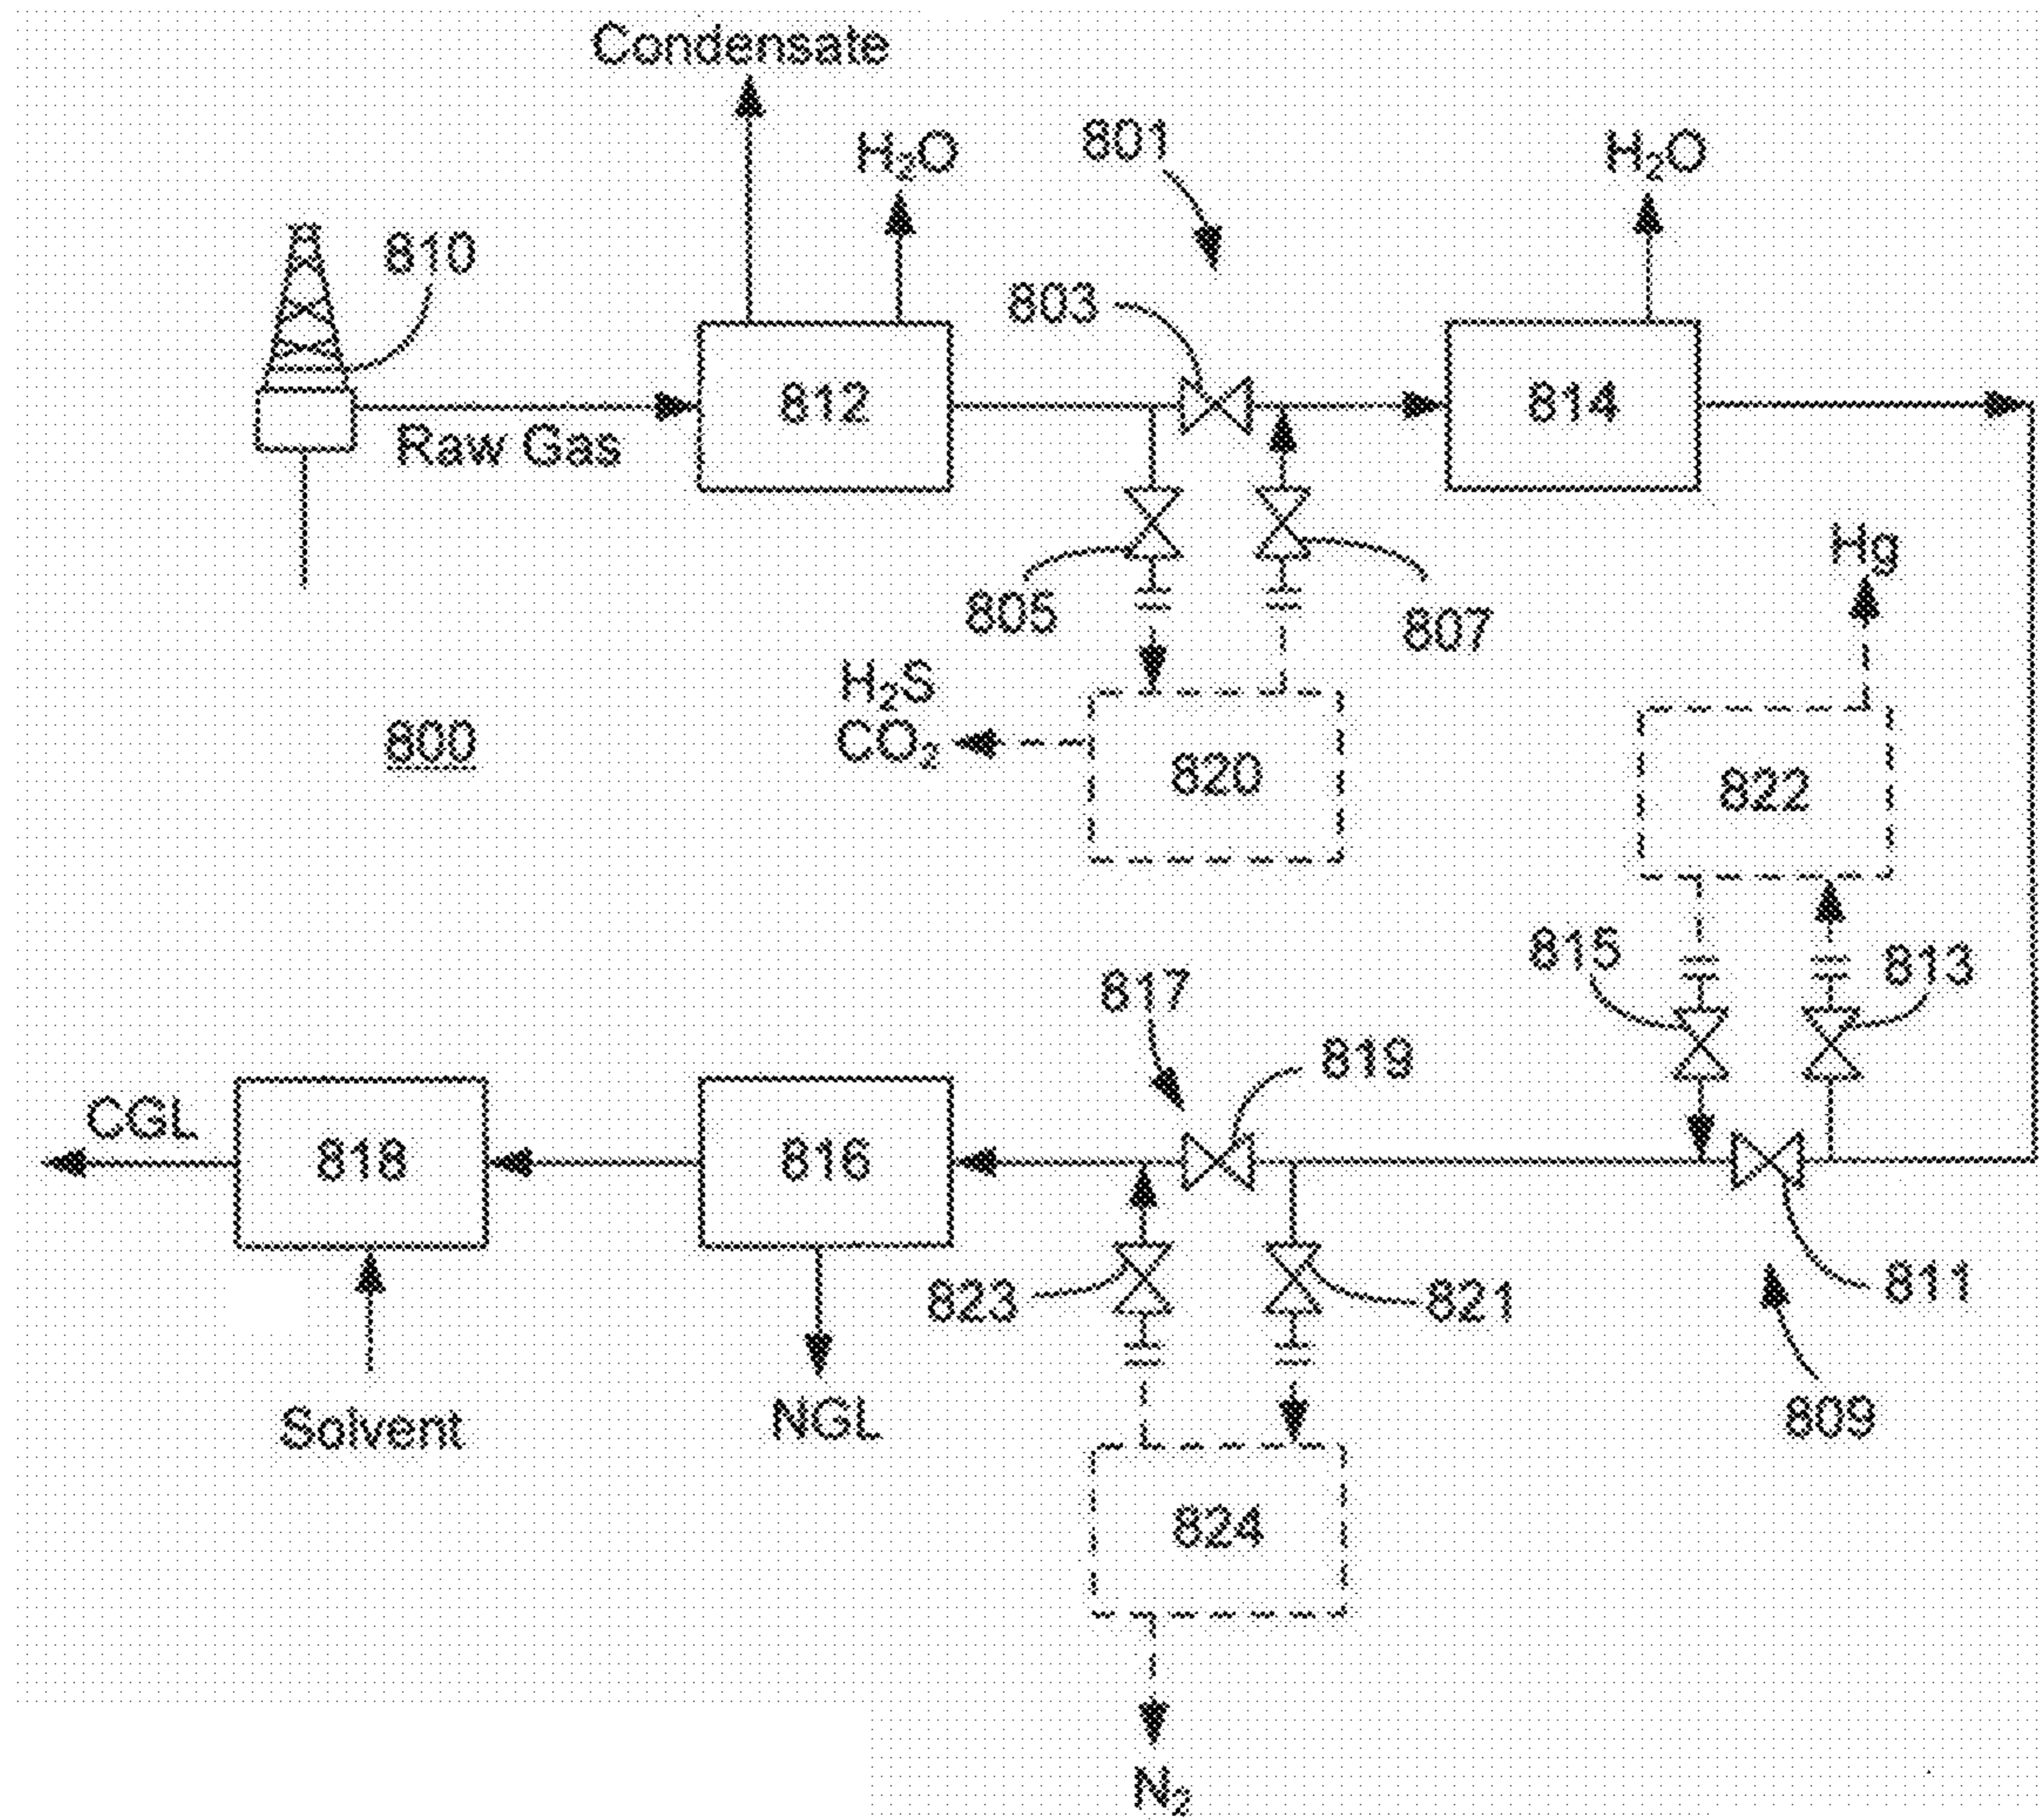 Condensate
H₂O
801
H₂O
810
803
812
814
Raw Gas
Hg
805
807
H₂S
CO₂
800
820
822
815
813
817
819
CGL
818
816
823
821
811
Solvent
NGL
809
824
N₂